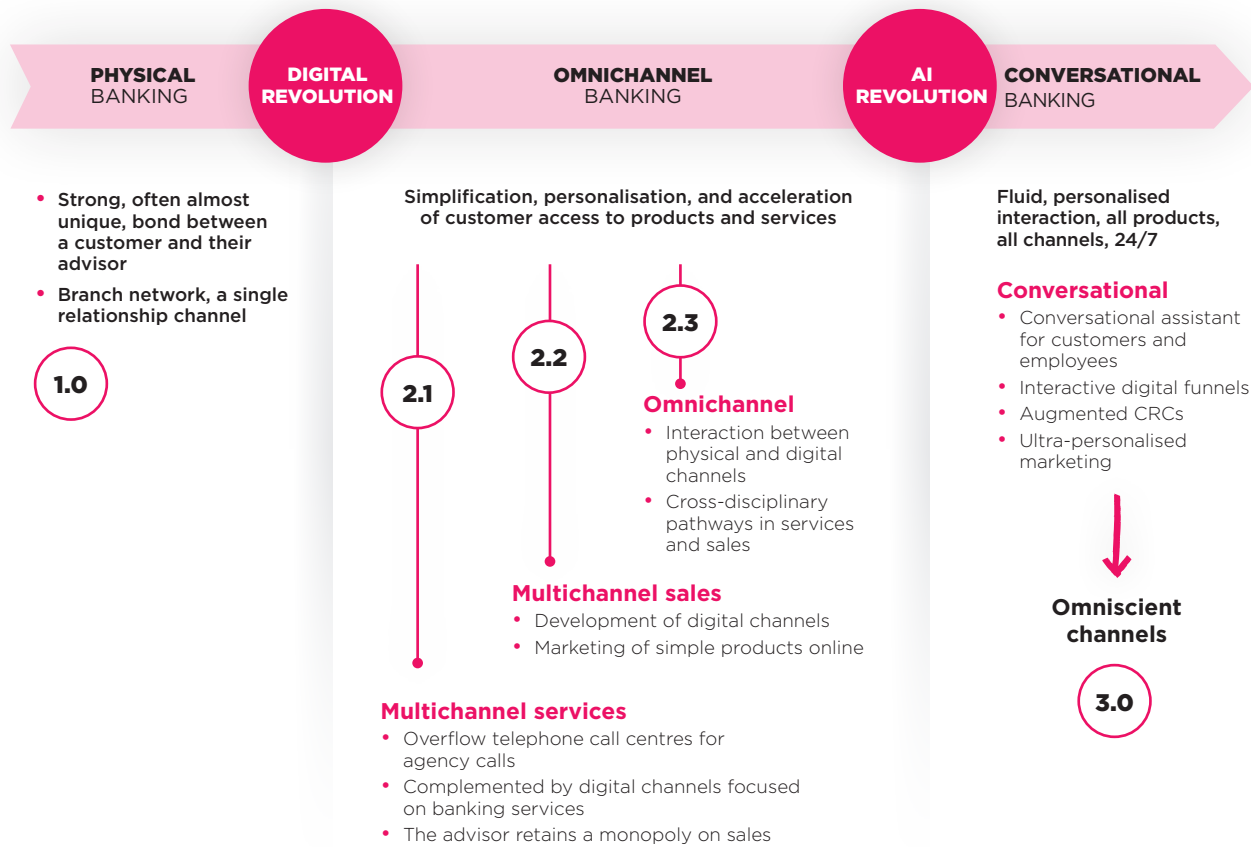 PHYSICAL
BANKING
DIGITAL
REVOLUTION
OMNICHANNEL
BANKING
AI
REVOLUTION
CONVERSATIONAL
BANKING
• Strong, often almost
unique, bond between
a customer and their
advisor
• Branch network, a single
relationship channel
1.0
Simplification, personalisation, and acceleration
of customer access to products and services
2.1
2.2
2.3
Omnichannel
• Interaction between
physical and digital
channels
• Cross-disciplinary
pathways in services
and sales
Multichannel sales
• Development of digital channels
• Marketing of simple products online
Multichannel services
• Overflow telephone call centres for
agency calls
• Complemented by digital channels focused
on banking services
• The advisor retains a monopoly on sales
Fluid, personalised
interaction, all products,
all channels, 24/7
Conversational
• Conversational assistant
for customers and
employees
• Interactive digital funnels
• Augmented CRCs
• Ultra-personalised
marketing
Omniscient
channels
3.0